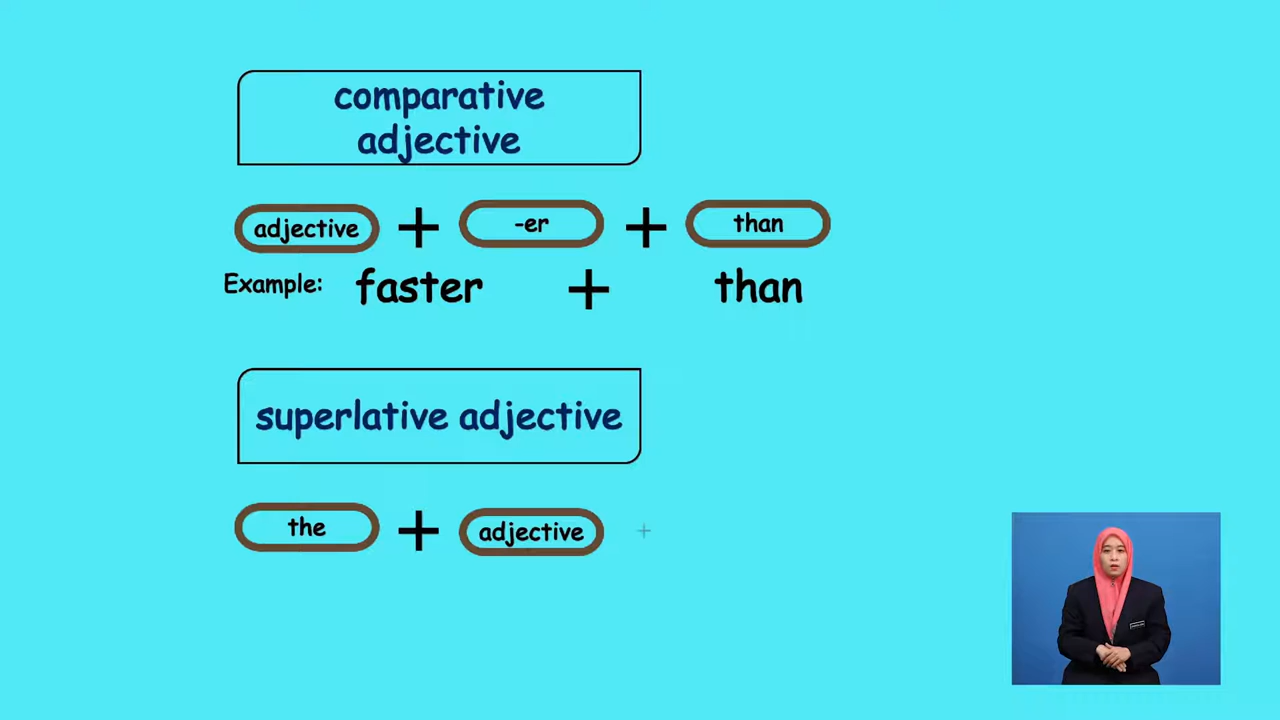 comparative
adjective
adjective + -er + than
Example: faster + than
superlative adjective
the + adjective +